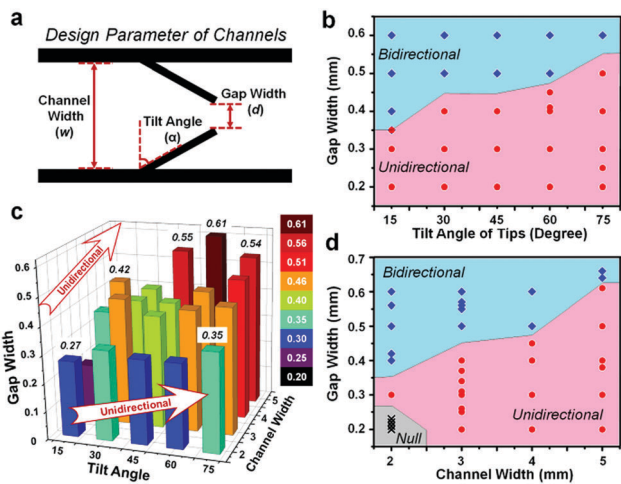 a
Design Parameter of Channels
Channel
Width
(w)
Tilt Angle
(α)
Gap Width
(d)
b
Gap Width (mm)
0.6
0.5
0.4
0.3
0.2
Bidirectional
Unidirectional
15 30 45 60 75
Tilt Angle of Tips (Degree)
c
Gap Width
0.6
0.5
0.4
0.3
0.2
0.1
0
Unidirectional
0.27
0.42
0.55
0.61
0.54
0.35
Unidirectional
15 30 45 60 75
Tilt Angle
2 3 4 5
Channel Width
0.61
0.56
0.51
0.46
0.40
0.35
0.30
0.25
0.20
d
Gap Width (mm)
0.7
0.6
0.5
0.4
0.3
0.2
Bidirectional
Unidirectional
Null
2 3 4 5
Channel Width (mm)